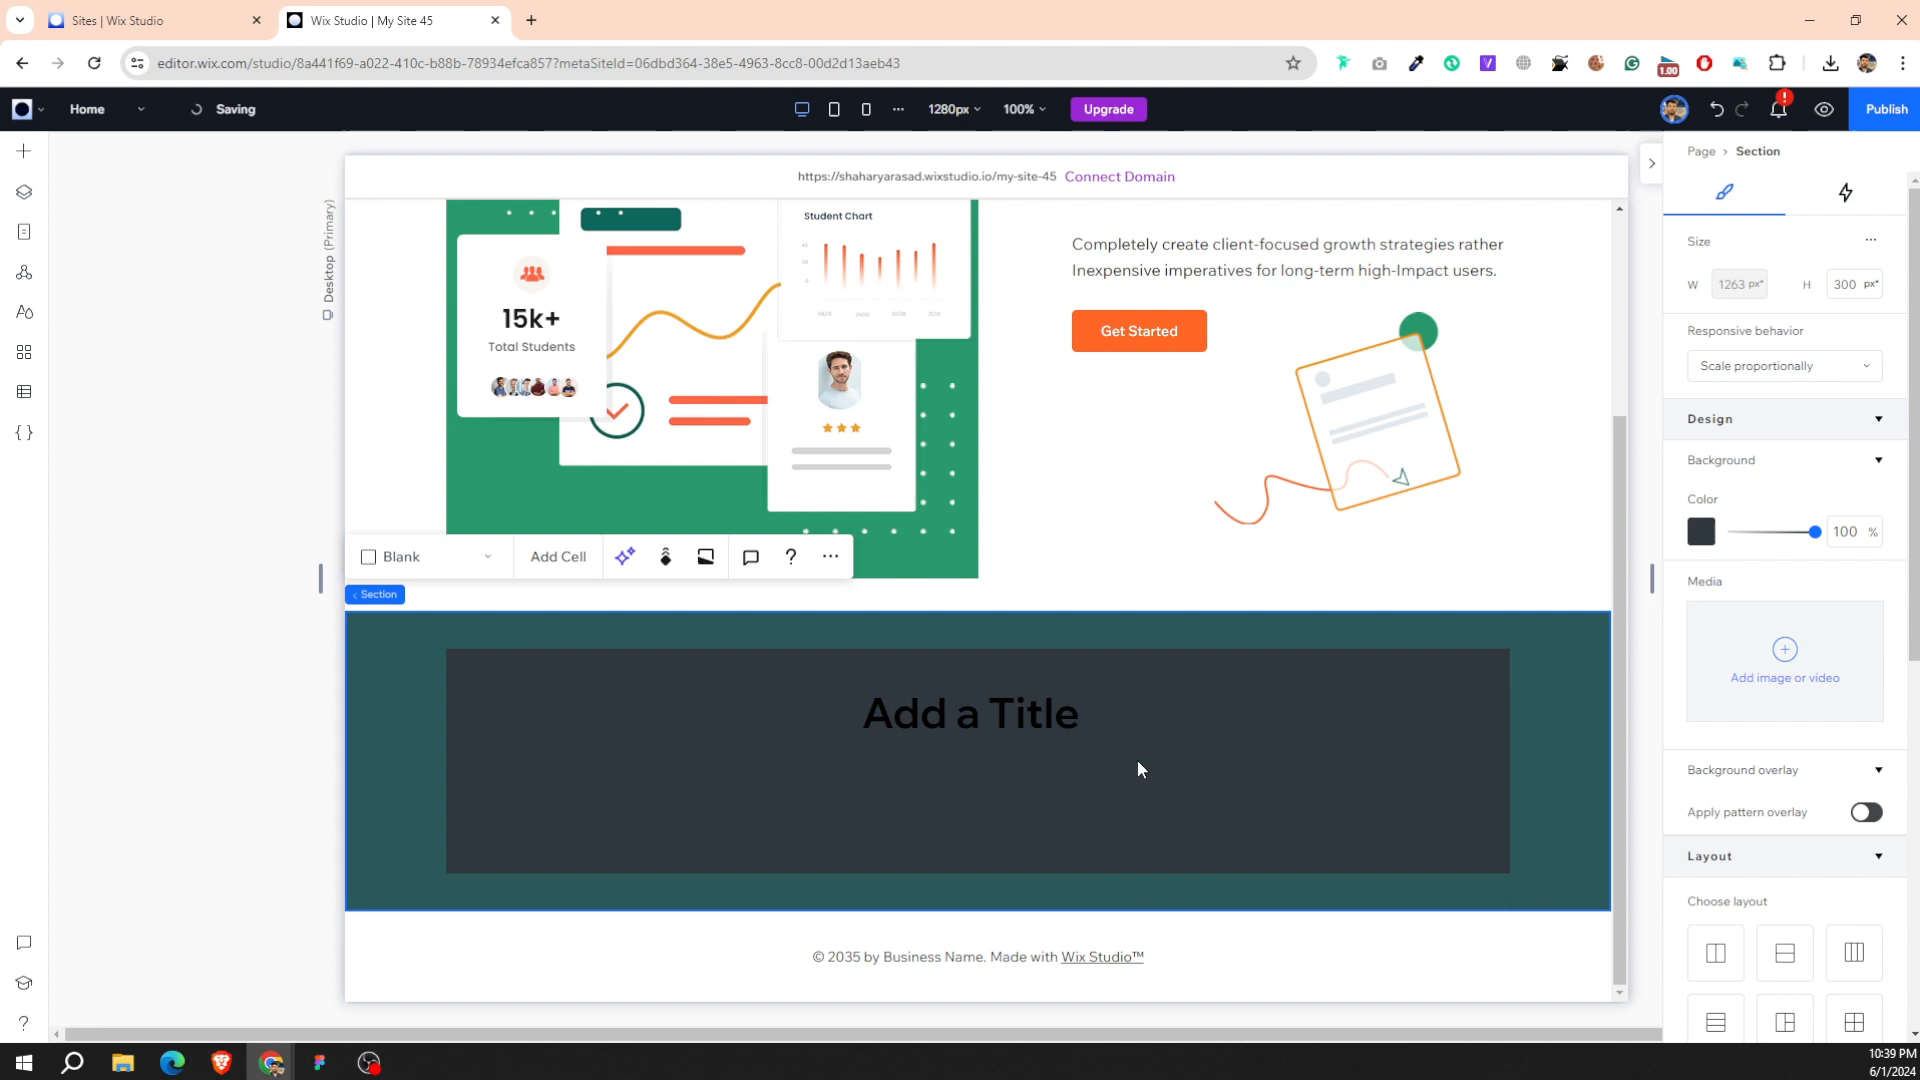 Sites | Wix Studio
Wix Studio | My Site 45
editor.wix.com/studio/8a441f69-a022-410c-b88b-78934efca857?metaSiteId=06dbd364-38e5-4963-8cc8-00d2d13aeb43
1.00
Home
Saving
1280px
100%
Upgrade
Publish
Page > Section
https://shaharyarasad.wixstudio.io/my-site-45 Connect Domain
Desktop (Primary)
Student Chart
15k+
Total Students
Completely create client-focused growth strategies rather
Inexpensive imperatives for long-term high-Impact users.
Get Started
Blank
Add Cell
Section
Add a Title
© 2035 by Business Name. Made with Wix Studio™
Size
W 1263 px* H 300 px*
Responsive behavior
Scale proportionally
Design
Background
Color
100 %
Media
Add image or video
Background overlay
Apply pattern overlay
Layout
Choose layout
10:39 PM
6/1/2024